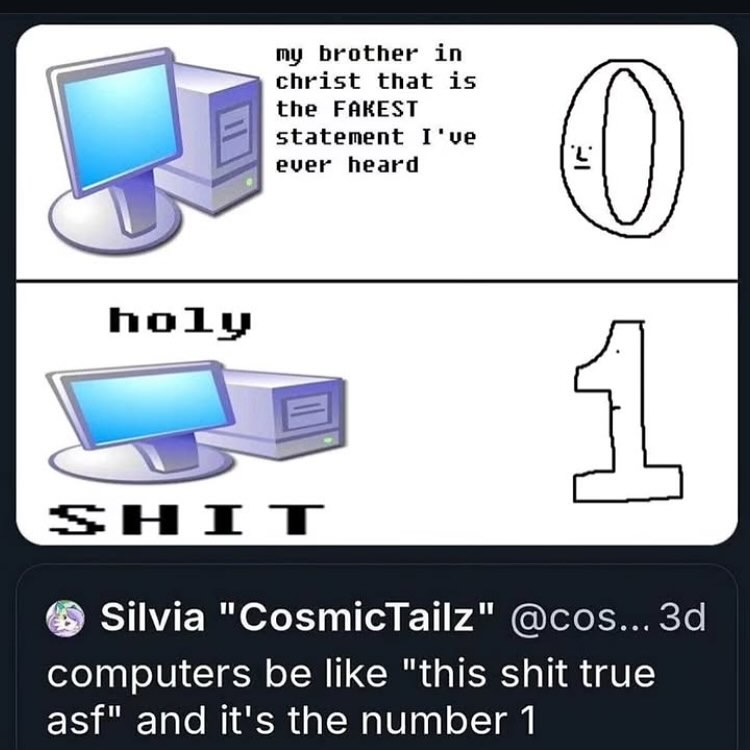 my brother in
christ that is
the FAKEST
statement I've
ever heard
0
holy
SHIT
1
Silvia "CosmicTailz" @cos... 3d
computers be like "this shit true
asf" and it's the number 1